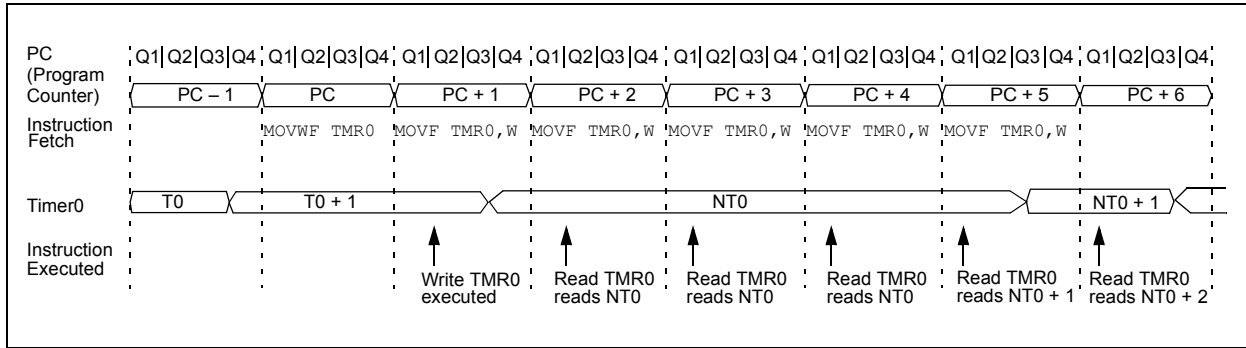 PC
(Program
Counter)
Q1 Q2 Q3 Q4 Q1 Q2 Q3 Q4 Q1 Q2 Q3 Q4 Q1 Q2 Q3 Q4 Q1 Q2 Q3 Q4 Q1 Q2 Q3 Q4 Q1 Q2 Q3 Q4 Q1 Q2 Q3 Q4
PC – 1 PC PC + 1 PC + 2 PC + 3 PC + 4 PC + 5 PC + 6
Instruction
Fetch
MOVWF TMR0 MOVF TMR0,W MOVF TMR0,W MOVF TMR0,W MOVF TMR0,W MOVF TMR0,W
Timer0
T0 T0 + 1 NT0 NT0 + 1
Instruction
Executed
Write TMR0
executed
Read TMR0
reads NT0
Read TMR0
reads NT0
Read TMR0
reads NT0
Read TMR0
reads NT0 + 1
Read TMR0
reads NT0 + 2